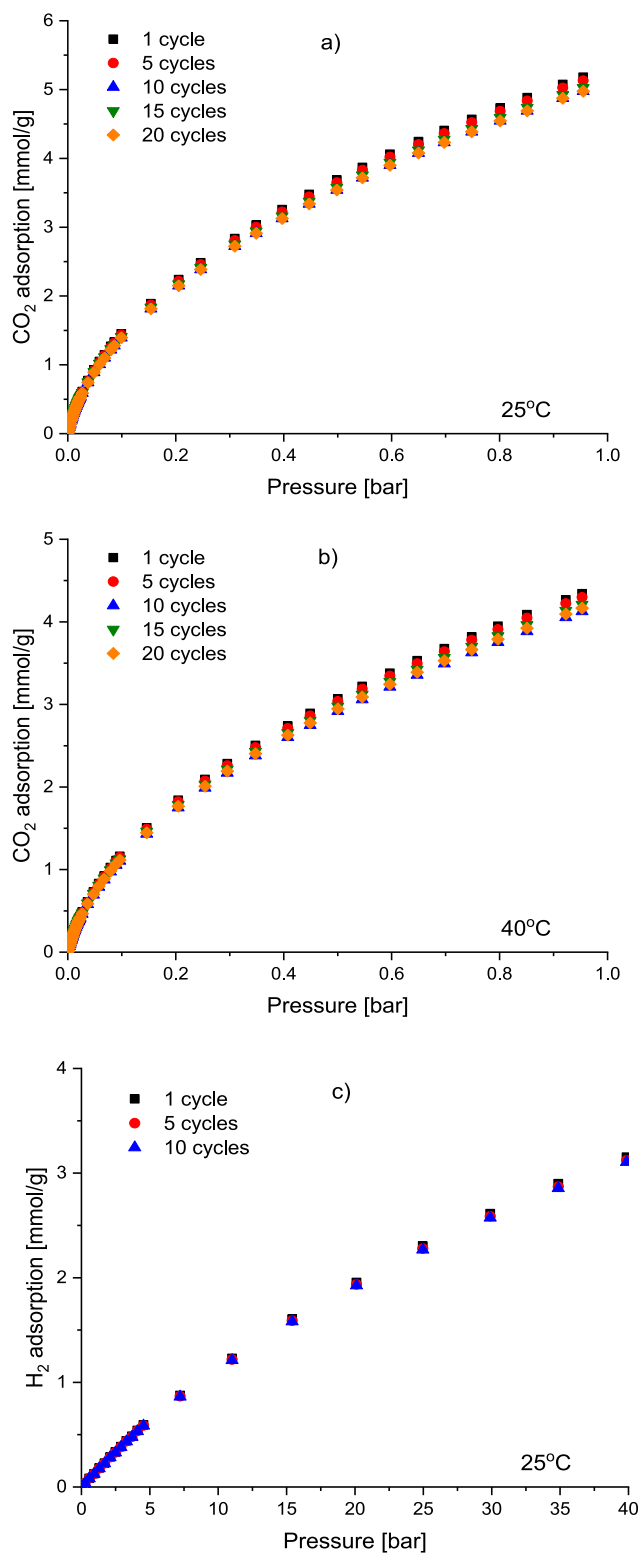 a)
1 cycle
5 cycles
10 cycles
15 cycles
20 cycles
6
5
4
3
2
1
0
CO₂ adsorption [mmol/g]
25°C
0.0 0.2 0.4 0.6 0.8 1.0
Pressure [bar]
b)
1 cycle
5 cycles
10 cycles
15 cycles
20 cycles
5
4
3
2
1
0
CO₂ adsorption [mmol/g]
40°C
0.0 0.2 0.4 0.6 0.8 1.0
Pressure [bar]
c)
1 cycle
5 cycles
10 cycles
4
3
2
1
0
H₂ adsorption [mmol/g]
25°C
0 5 10 15 20 25 30 35 40
Pressure [bar]